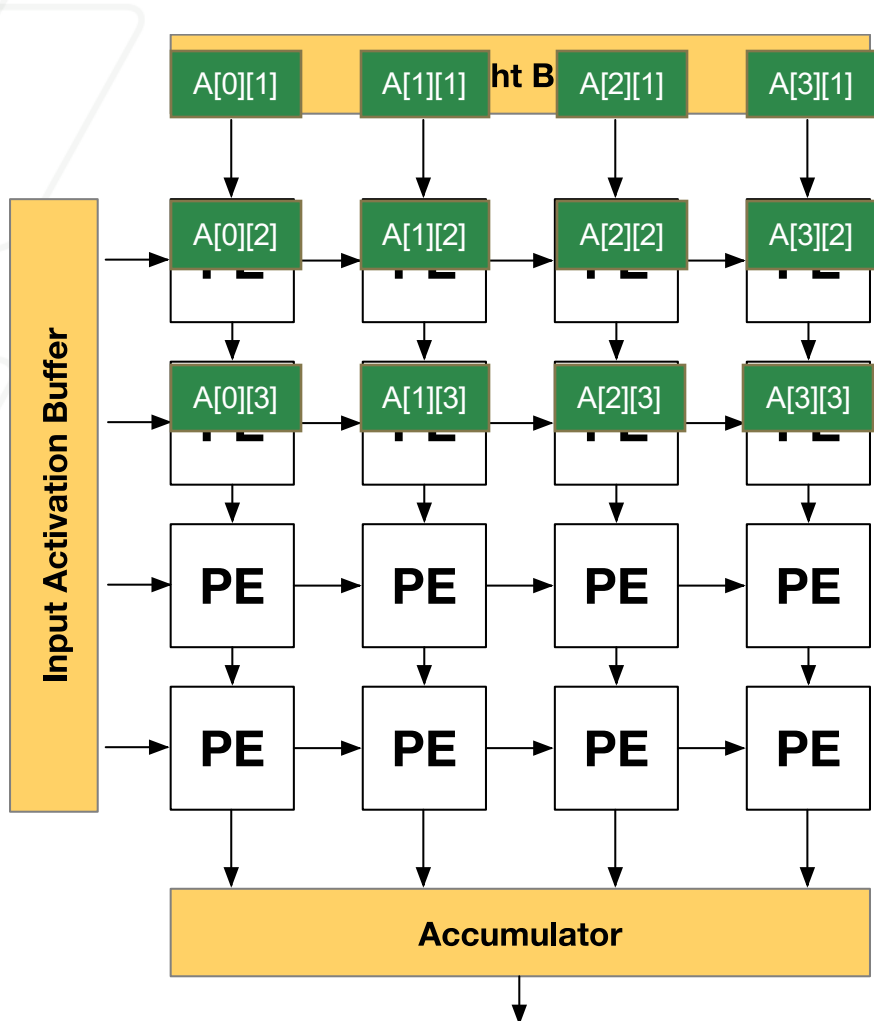 A[0][1] A[1][1] ht B A[2][1] A[3][1]
A[0][2] A[1][2] A[2][2] A[3][2]
A[0][3] A[1][3] A[2][3] A[3][3]
Input Activation Buffer
PE PE PE PE
PE PE PE PE
Accumulator